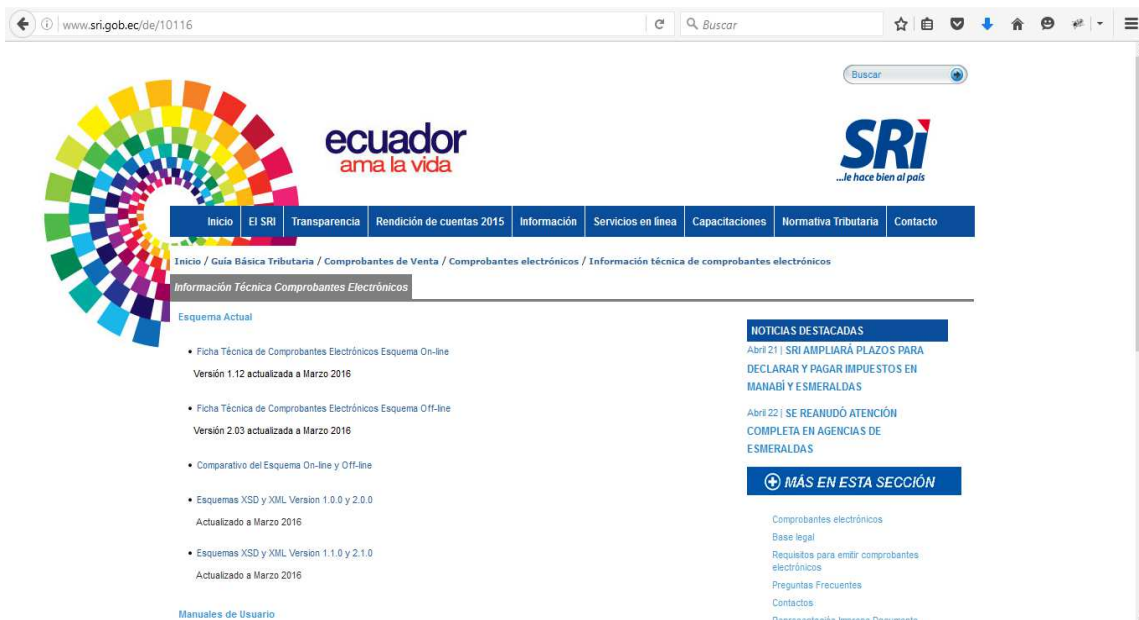 www.sri.gob.ec/de/10116
Buscar
Buscar
ecuador
ama la vida
SRi
...le hace bien al país
Inicio El SRI Transparencia Rendición de cuentas 2015 Información Servicios en línea Capacitaciones Normativa Tributaria Contacto
Inicio / Guía Básica Tributaria / Comprobantes de Venta / Comprobantes electrónicos / Información técnica de comprobantes electrónicos
Información Técnica Comprobantes Electrónicos
Esquema Actual
• Ficha Técnica de Comprobantes Electrónicos Esquema On-line
Versión 1.12 actualizada a Marzo 2016
• Ficha Técnica de Comprobantes Electrónicos Esquema Off-line
Versión 2.03 actualizada a Marzo 2016
• Comparativo del Esquema On-line y Off-line
• Esquemas XSD y XML Version 1.0.0 y 2.0.0
Actualizado a Marzo 2016
• Esquemas XSD y XML Version 1.1.0 y 2.1.0
Actualizado a Marzo 2016
Manuales de Usuario
NOTICIAS DESTACADAS
Abril 21 | SRI AMPLIARÁ PLAZOS PARA
DECLARAR Y PAGAR IMPUESTOS EN
MANABÌ Y ESMERALDAS
Abril 22 | SE REANUDÒ ATENCIÓN
COMPLETA EN AGENCIAS DE
ESMERALDAS
MÁS EN ESTA SECCIÓN
Comprobantes electrónicos
Base legal
Requisitos para emitir comprobantes
electrónicos
Preguntas Frecuentes
Contactos
Representación Impresa Documento